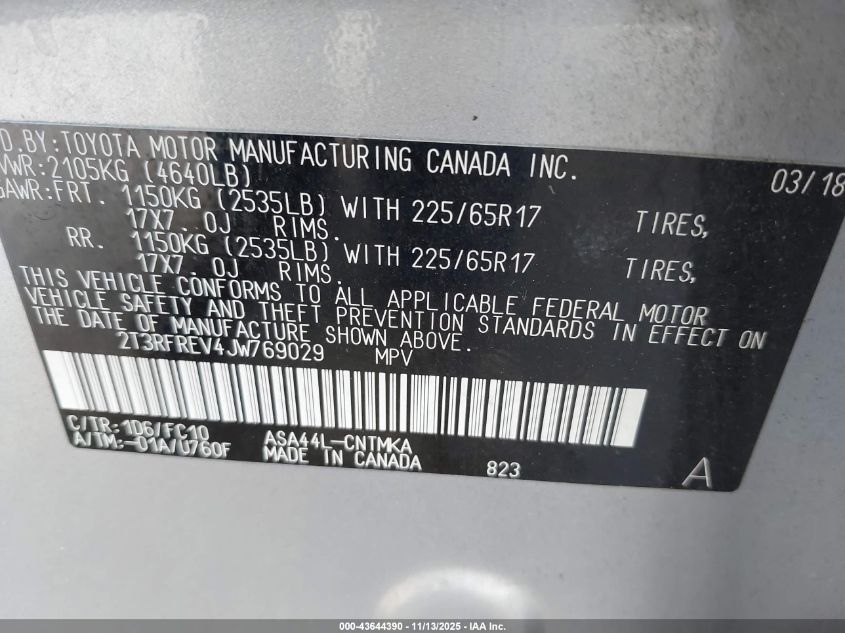 D.BY:TOYOTA MOTOR MANUFACTURING CANADA INC. 03/18
VWR:2105KG (4640LB)
GAWR:FRT. 1150KG (2535LB) WITH 225/65R17 TIRES,
17X7 .0J RIMS.
RR. 1150KG (2535LB) WITH 225/65R17 TIRES,
17X7 .0J RIMS.
THIS VEHICLE CONFORMS TO ALL APPLICABLE FEDERAL MOTOR
VEHICLE SAFETY AND THEFT PREVENTION STANDARDS IN EFFECT ON
THE DATE OF MANUFACTURE SHOWN ABOVE.
2T3RFREV4JW769029 MPV
C/TR:1D6/FC10 ASA44L-CNTMKA
A/TM:-01A/U760F MADE IN CANADA 823 A
000-43644390 — 11/13/2025 — IAA Inc.